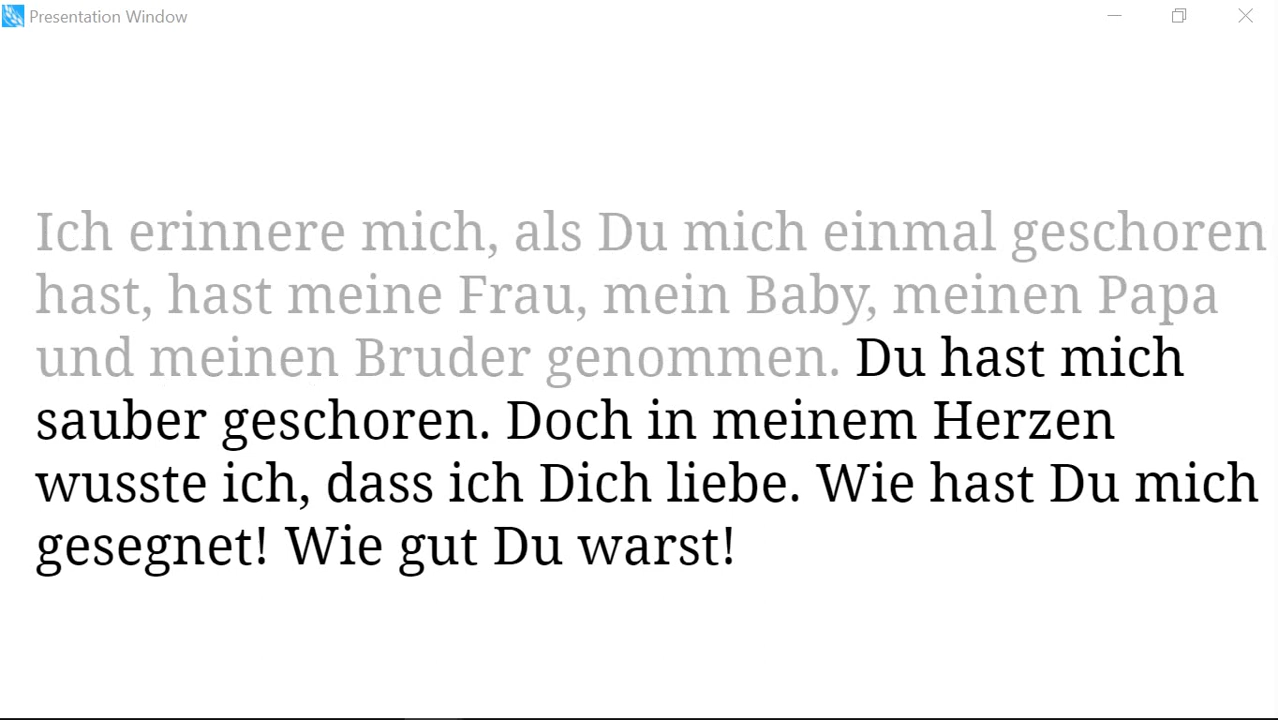 Presentation Window
Ich erinnere mich, als Du mich einmal geschoren
hast, hast meine Frau, mein Baby, meinen Papa
und meinen Bruder genommen. Du hast mich
sauber geschoren. Doch in meinem Herzen
wusste ich, dass ich Dich liebe. Wie hast Du mich
gesegnet! Wie gut Du warst!